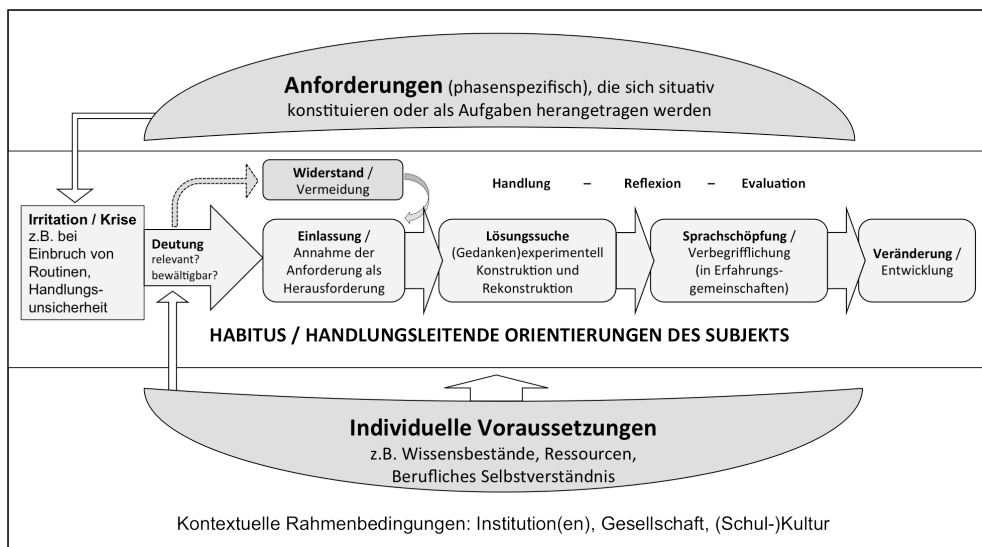 Anforderungen (phasenspezifisch), die sich situativ
konstituieren oder als Aufgaben herangetragen werden
Widerstand /
Vermeidung
Handlung – Reflexion – Evaluation
Irritation / Krise
z.B. bei
Einbruch von
Routinen,
Handlungs-
unsicherheit
Deutung
relevant?
bewältigbar?
Einlassung /
Annahme der
Anforderung als
Herausforderung
Lösungssuche
(Gedanken)experimentell
Konstruktion und
Rekonstruktion
Sprachschöpfung /
Verbegrifflichung
(in Erfahrungs-
gemeinschaften)
Veränderung /
Entwicklung
HABITUS / HANDLUNGSLEITENDE ORIENTIERUNGEN DES SUBJEKTS
Individuelle Voraussetzungen
z.B. Wissensbestände, Ressourcen,
Berufliches Selbstverständnis
Kontextuelle Rahmenbedingungen: Institution(en), Gesellschaft, (Schul-)Kultur